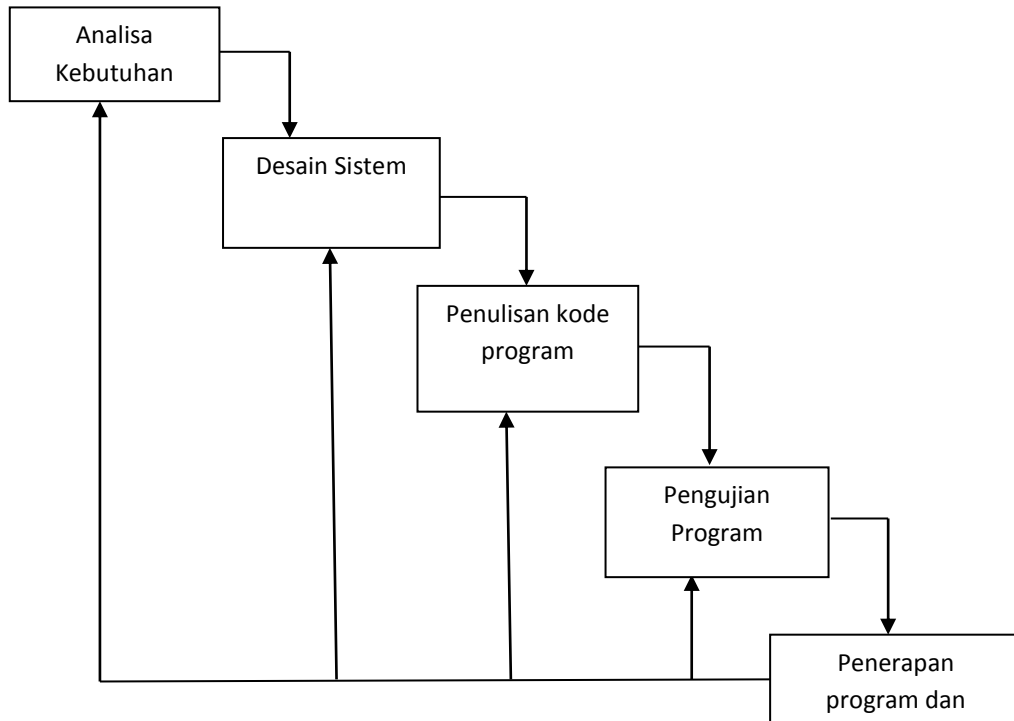 Analisa
Kebutuhan
Desain Sistem
Penulisan kode
program
Pengujian
Program
Penerapan
program dan